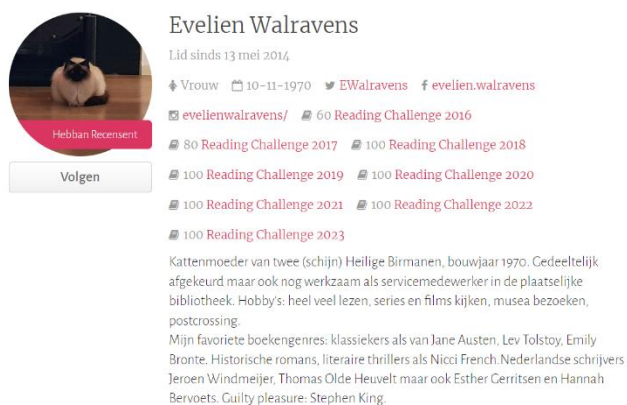 Evelien Walravens
Lid sinds 13 mei 2014
Vrouw 10-11-1970 EWalravens evelien.walravens
evelienwalravens/ 60 Reading Challenge 2016
Hebban Recensent
80 Reading Challenge 2017 100 Reading Challenge 2018
Volgen
100 Reading Challenge 2019 100 Reading Challenge 2020
100 Reading Challenge 2021 100 Reading Challenge 2022
100 Reading Challenge 2023
Kattenmoeder van twee (schijn) Heilige Birmanen, bouwjaar 1970. Gedeeltelijk
afgekeurd maar ook nog werkzaam als servicemedewerker in de plaatselijke
bibliotheek. Hobby's: heel veel lezen, series en films kijken, musea bezoeken,
postcrossing.
Mijn favoriete boekengenres: klassiekers als van Jane Austen, Lev Tolstoy, Emily
Bronte. Historische romans, literaire thrillers als Nicci French.Nederlandse schrijvers
Jeroen Windmeijer, Thomas Olde Heuvelt maar ook Esther Gerritsen en Hannah
Bervoets. Guilty pleasure: Stephen King.